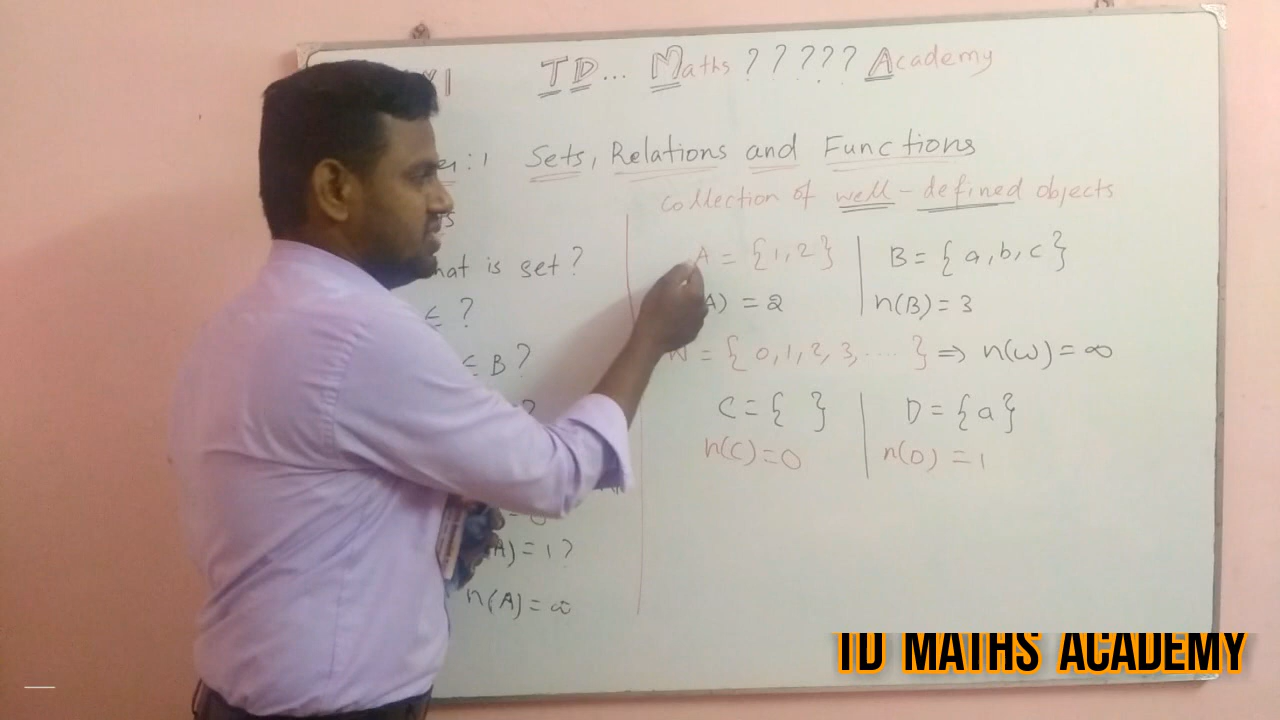 TD... Maths ? ? ? ? ? Academy
: 1 Sets, Relations and Functions
collection of well-defined objects
hat is set?
∈ ?
∈ B?
?
A) = 1 ?
n(A) = ∞
A = {1,2} | B = {a,b,c}
A) = 2 | n(B) = 3
W = {0,1,2,3,.... } ⇒ n(W) = ∞
C = { } | D = {a}
n(C) = 0 | n(D) = 1
TD MATHS ACADEMY